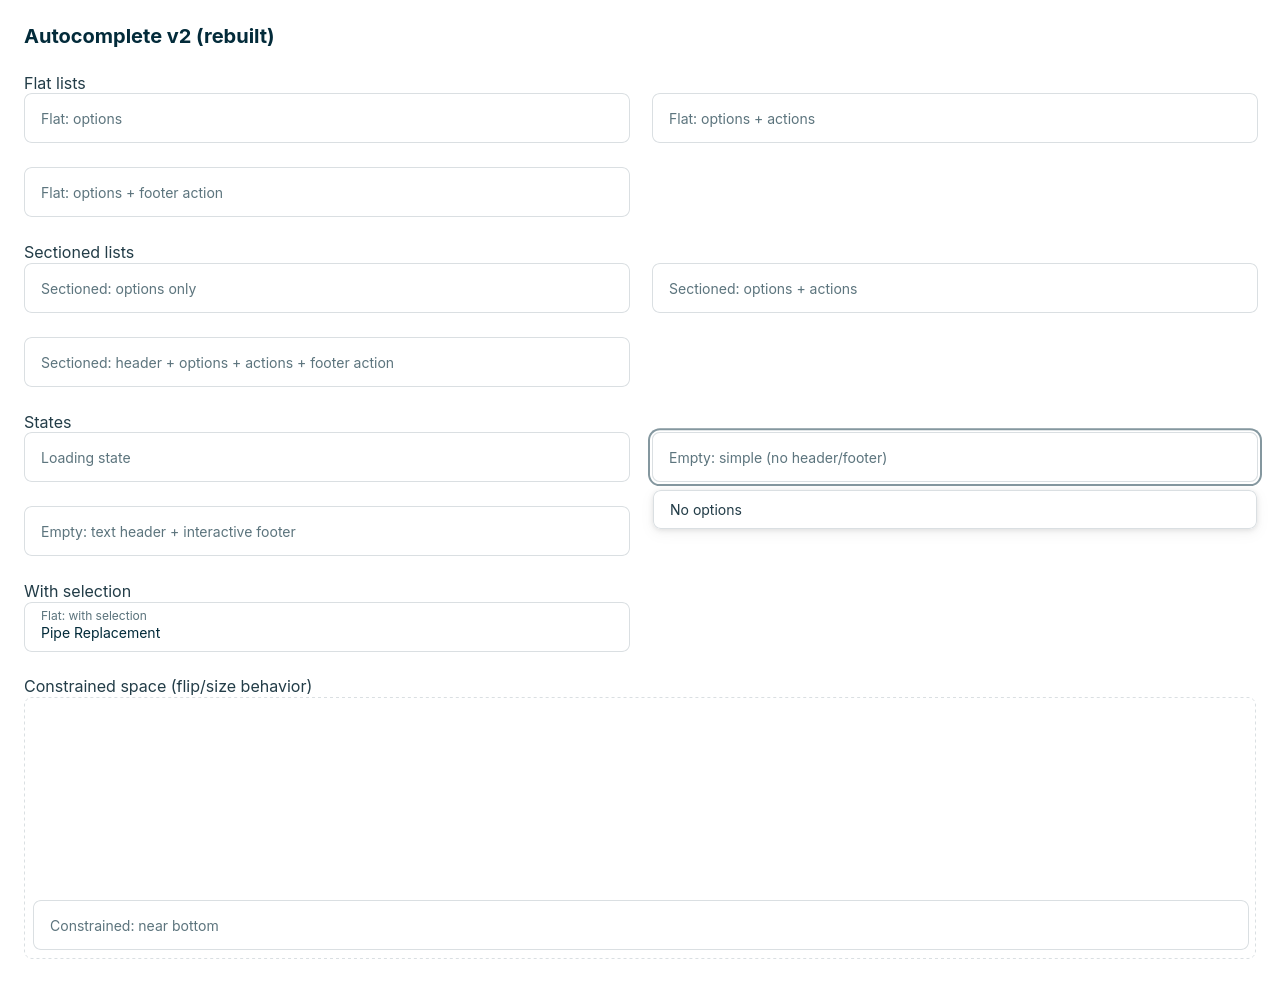 Autocomplete v2 (rebuilt)
Flat lists
Flat: options
Flat: options + actions
Flat: options + footer action
Sectioned lists
Sectioned: options only
Sectioned: options + actions
Sectioned: header + options + actions + footer action
States
Loading state
Empty: simple (no header/footer)
No options
Empty: text header + interactive footer
With selection
Flat: with selection
Pipe Replacement
Constrained space (flip/size behavior)
Constrained: near bottom